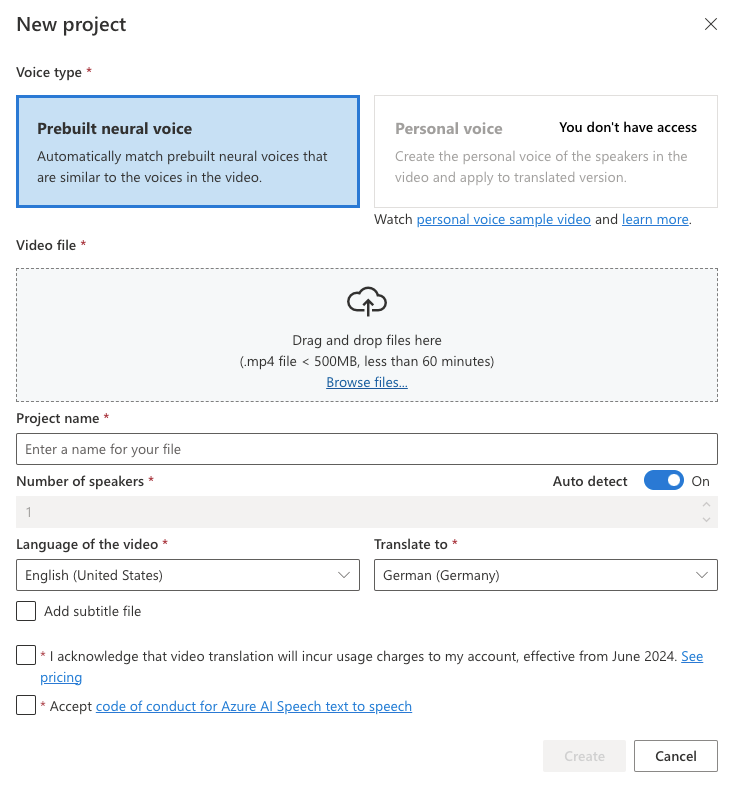 New project
Voice type *
Prebuilt neural voice
Automatically match prebuilt neural voices that
are similar to the voices in the video.
Personal voice You don't have access
Create the personal voice of the speakers in the
video and apply to translated version.
Watch personal voice sample video and learn more.
Video file *
Drag and drop files here
(.mp4 file < 500MB, less than 60 minutes)
Browse files...
Project name *
Enter a name for your file
Number of speakers * Auto detect On
1
Language of the video * Translate to *
English (United States) German (Germany)
Add subtitle file
* I acknowledge that video translation will incur usage charges to my account, effective from June 2024. See
pricing
* Accept code of conduct for Azure AI Speech text to speech
Create Cancel